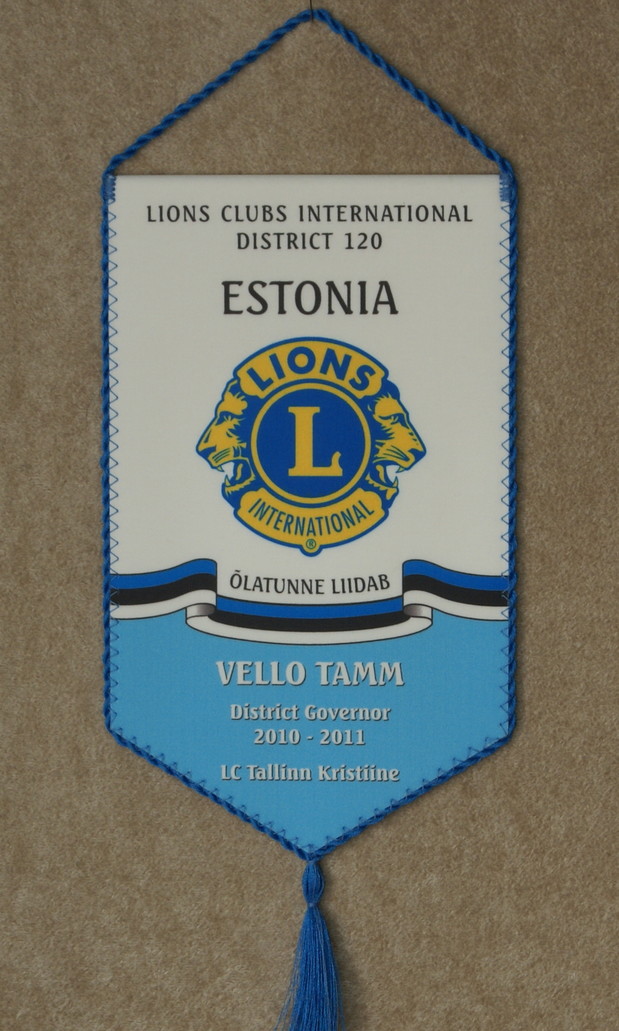 LIONS CLUBS INTERNATIONAL
DISTRICT 120
ESTONIA
LIONS
L
INTERNATIONAL
®
ÕLATUNNE LIIDAB
VELLO TAMM
District Governor
2010 - 2011
LC Tallinn Kristiine